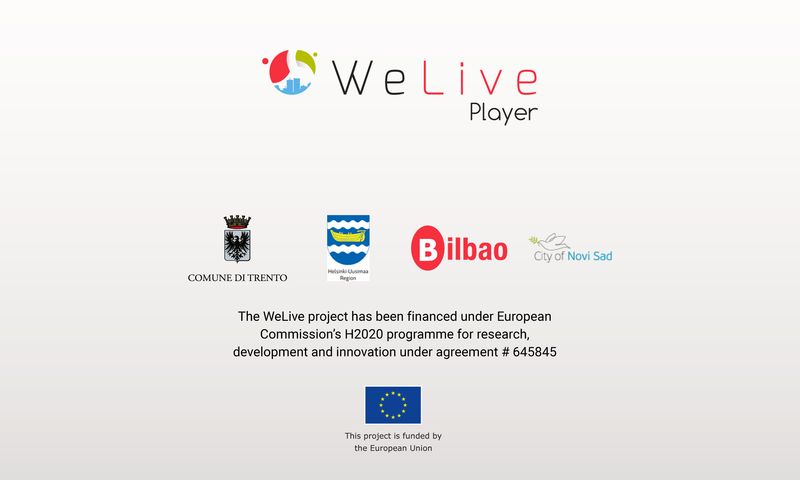 WeLive
Player
COMUNE DI TRENTO
Helsinki-Uusimaa
Region
Bilbao
City of Novi Sad
The WeLive project has been financed under European
Commission's H2020 programme for research,
development and innovation under agreement # 645845
This project is funded by
the European Union